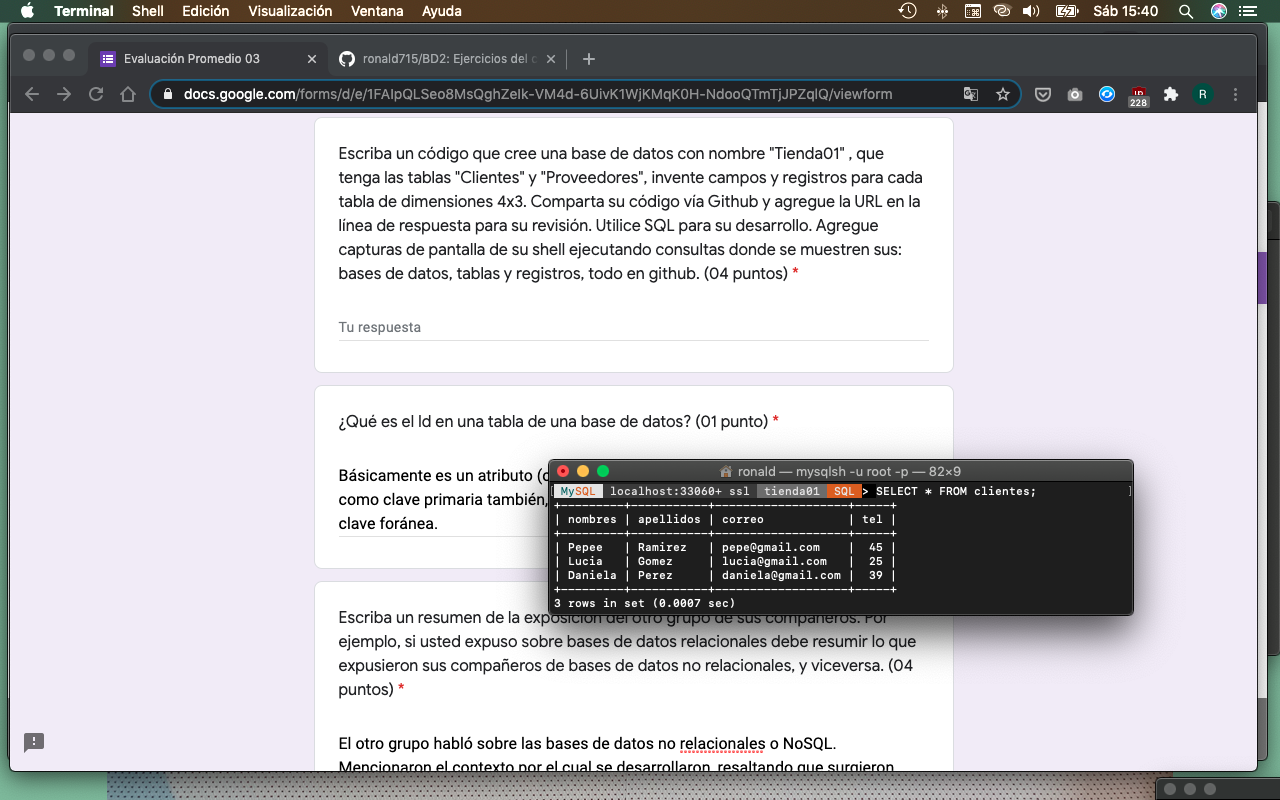 Terminal Shell Edición Visualización Ventana Ayuda Sáb 15:40
Evaluación Promedio 03
ronald715/BD2: Ejercicios del
docs.google.com/forms/d/e/1FAIpQLSeo8MsQghZeIk-VM4d-6UivK1WjKMqK0H-NdooQTmTjJPZqlQ/viewform
228
R
Escriba un código que cree una base de datos con nombre "Tienda01" , que
tenga las tablas "Clientes" y "Proveedores", invente campos y registros para cada
tabla de dimensiones 4x3. Comparta su código vía Github y agregue la URL en la
línea de respuesta para su revisión. Utilice SQL para su desarrollo. Agregue
capturas de pantalla de su shell ejecutando consultas donde se muestren sus:
bases de datos, tablas y registros, todo en github. (04 puntos) *
Tu respuesta
¿Qué es el Id en una tabla de una base de datos? (01 punto) *
Básicamente es un atributo
como clave primaria también,
clave foránea.
ronald — mysqlsh -u root -p — 82×9
MySQL localhost:33060+ ssl tienda01 SQL > SELECT * FROM clientes;
+---------+-----------+-------------------+-----+
| nombres | apellidos | correo            | tel |
+---------+-----------+-------------------+-----+
| Pepee   | Ramirez   | pepe@gmail.com    |  45 |
| Lucia   | Gomez     | lucia@gmail.com   |  25 |
| Daniela | Perez     | daniela@gmail.com |  39 |
+---------+-----------+-------------------+-----+
3 rows in set (0.0007 sec)
Escriba un resumen de la exposición del otro grupo de sus compañeros. Por
ejemplo, si usted expuso sobre bases de datos relacionales debe resumir lo que
expusieron sus compañeros de bases de datos no relacionales, y viceversa. (04
puntos) *
El otro grupo habló sobre las bases de datos no relacionales o NoSQL.
Mencionaron el contexto por el cual se desarrollaron, resaltando que surgieron